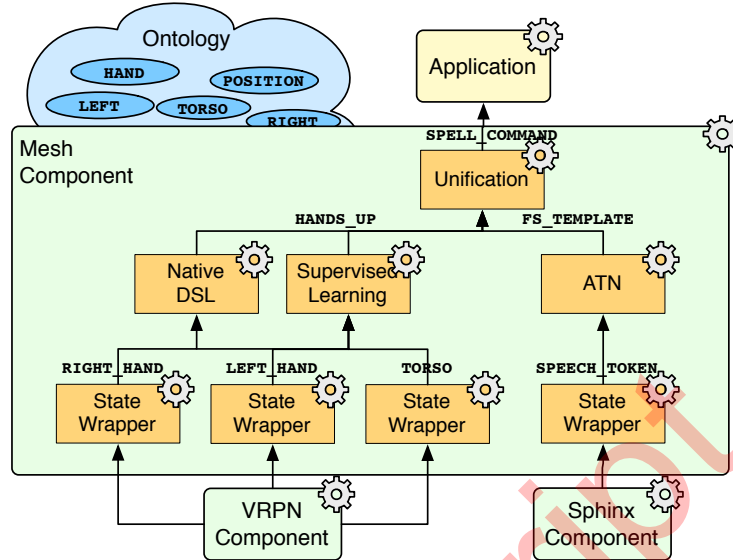 Ontology
HAND
POSITION
LEFT
TORSO
RIGHT
Application
SPELL_COMMAND
Mesh
Component
Unification
HANDS_UP
FS_TEMPLATE
Native
DSL
Supervised
Learning
ATN
RIGHT_HAND
LEFT_HAND
TORSO
SPEECH_TOKEN
State
Wrapper
State
Wrapper
State
Wrapper
State
Wrapper
VRPN
Component
Sphinx
Component